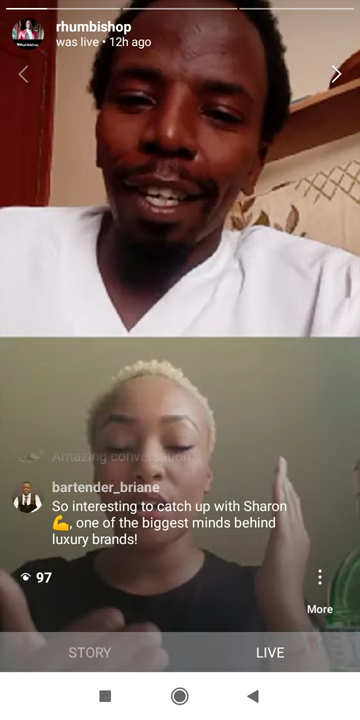 rhumbishop
was live • 12h ago
Amazing conversation
bartender_briane
So interesting to catch up with Sharon
💪, one of the biggest minds behind
luxury brands!
97
More
STORY
LIVE